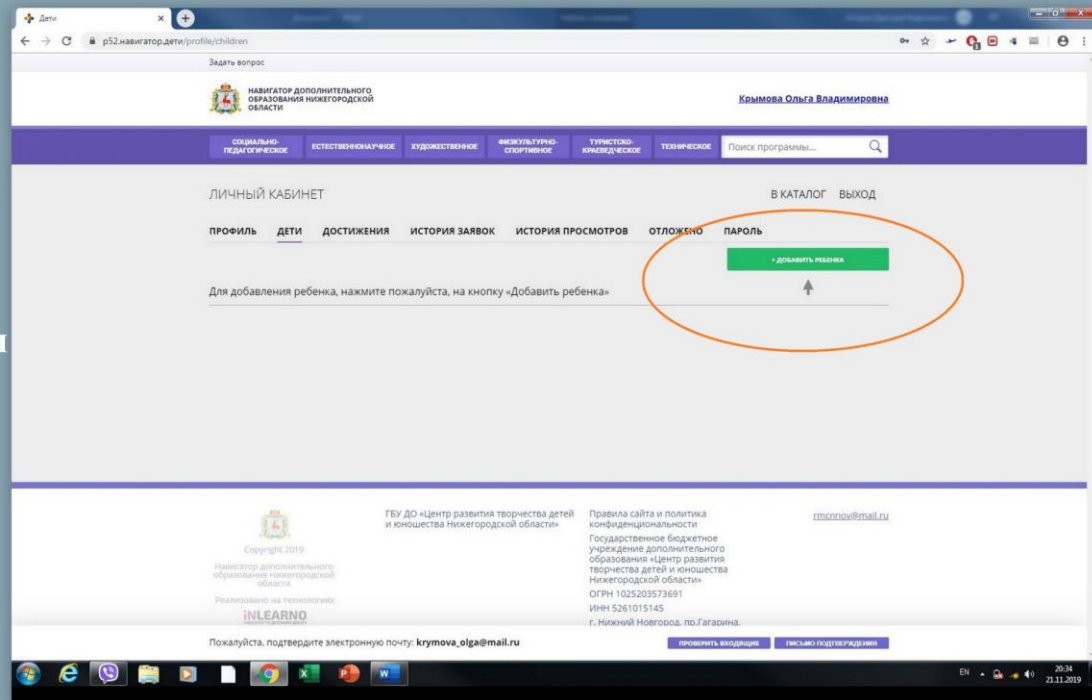 Дети
p52.навигатор.дети/profile/children
Задать вопрос
НАВИГАТОР ДОПОЛНИТЕЛЬНОГО
ОБРАЗОВАНИЯ НИЖЕГОРОДСКОЙ
ОБЛАСТИ
Крымова Ольга Владимировна
СОЦИАЛЬНО-
ПЕДАГОГИЧЕСКОЕ
ЕСТЕСТВЕННОНАУЧНОЕ
ХУДОЖЕСТВЕННОЕ
ФИЗКУЛЬТУРНО-
СПОРТИВНОЕ
ТУРИСТСКО-
КРАЕВЕДЧЕСКОЕ
ТЕХНИЧЕСКОЕ
Поиск программы...
ЛИЧНЫЙ КАБИНЕТ
В КАТАЛОГ ВЫХОД
ПРОФИЛЬ ДЕТИ ДОСТИЖЕНИЯ ИСТОРИЯ ЗАЯВОК ИСТОРИЯ ПРОСМОТРОВ ОТЛОЖЕНО ПАРОЛЬ
+ ДОБАВИТЬ РЕБЕНКА
Для добавления ребенка, нажмите пожалуйста, на кнопку «Добавить ребенка»
Copyright 2019
Навигатор дополнительного
образования Нижегородской
области
Реализовано на технологиях
iNLEARNO
ГБУ ДО «Центр развития творчества детей
и юношества Нижегородской области»
Правила сайта и политика
конфиденциональности
Государственное бюджетное
учреждение дополнительного
образования «Центр развития
творчества детей и юношества
Нижегородской области»
ОГРН 1025203573691
ИНН 5261015145
г. Нижний Новгород, пр.Гагарина,
rmcnnov@mail.ru
Пожалуйста, подтвердите электронную почту: krymova_olga@mail.ru
ПРОВЕРИТЬ ВХОДЯЩИЕ
ПИСЬМО ПОДТВЕРЖДЕНИЯ
EN
20:34
21.11.2019